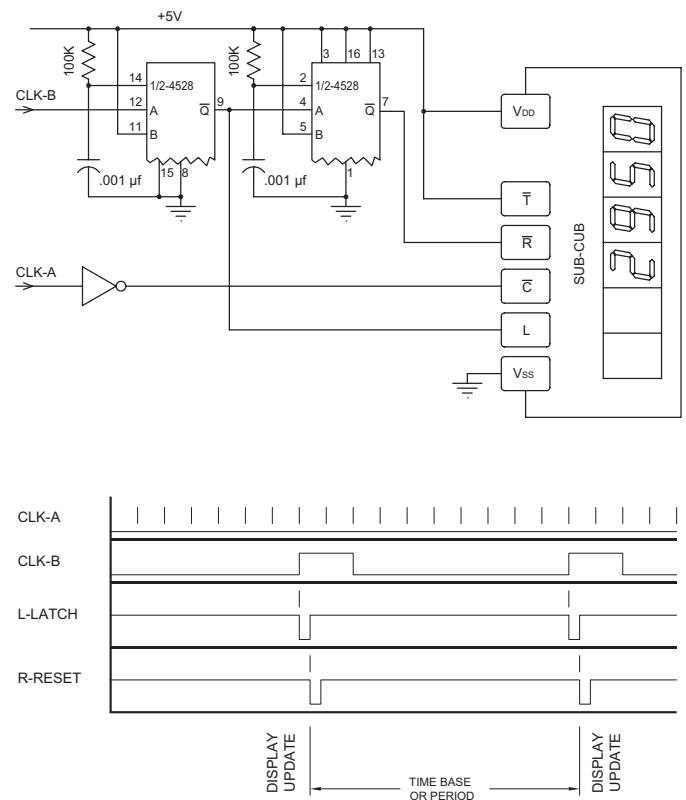 +5V
100K
100K
3
16
13
14
1/2-4528
2
1/2-4528
VDD
CLK-B
12
A
Q̅
9
4
A
Q̅
7
11
B
5
B
.001 µf
15
8
.001 µf
1
T̅
R̅
SUB-CUB
0562
CLK-A
C̅
L
VSS
CLK-A
CLK-B
L-LATCH
R-RESET
DISPLAY
UPDATE
TIME BASE
OR PERIOD
DISPLAY
UPDATE